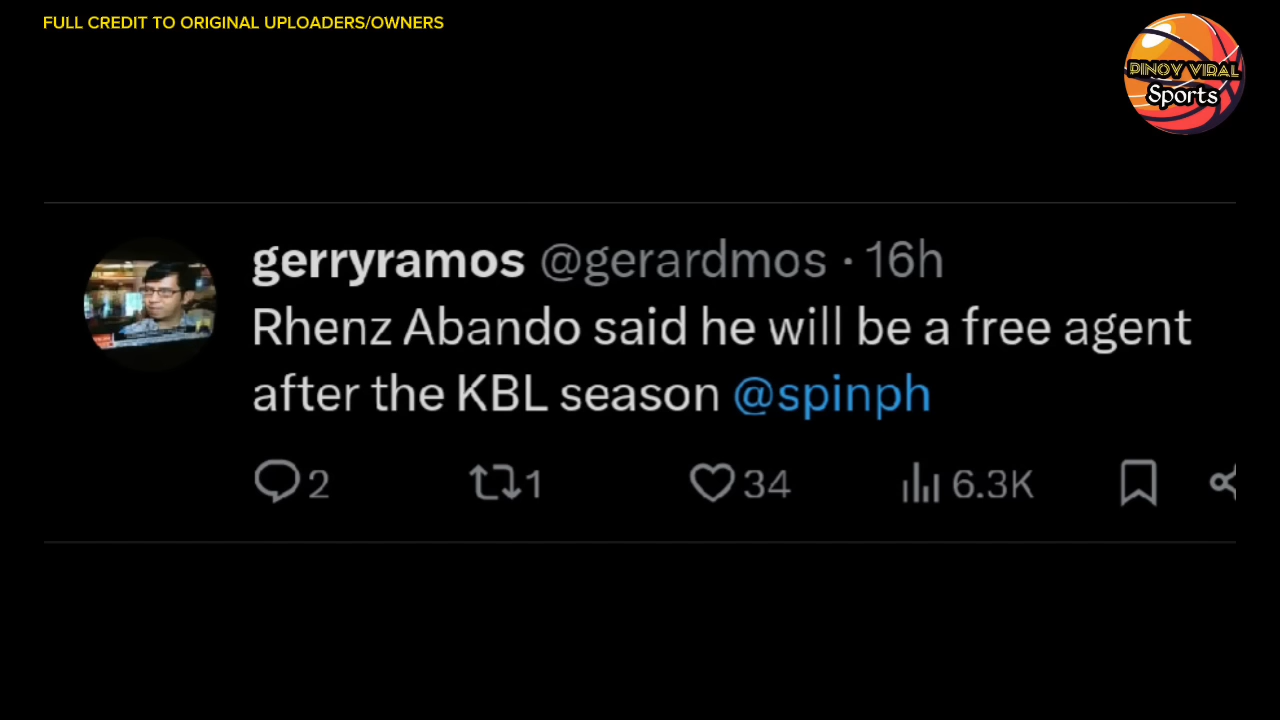 FULL CREDIT TO ORIGINAL UPLOADERS/OWNERS
PINOY VIRAL
Sports
gerryramos @gerardmos · 16h
Rhenz Abando said he will be a free agent
after the KBL season @spinph
2 1 34 6.3K